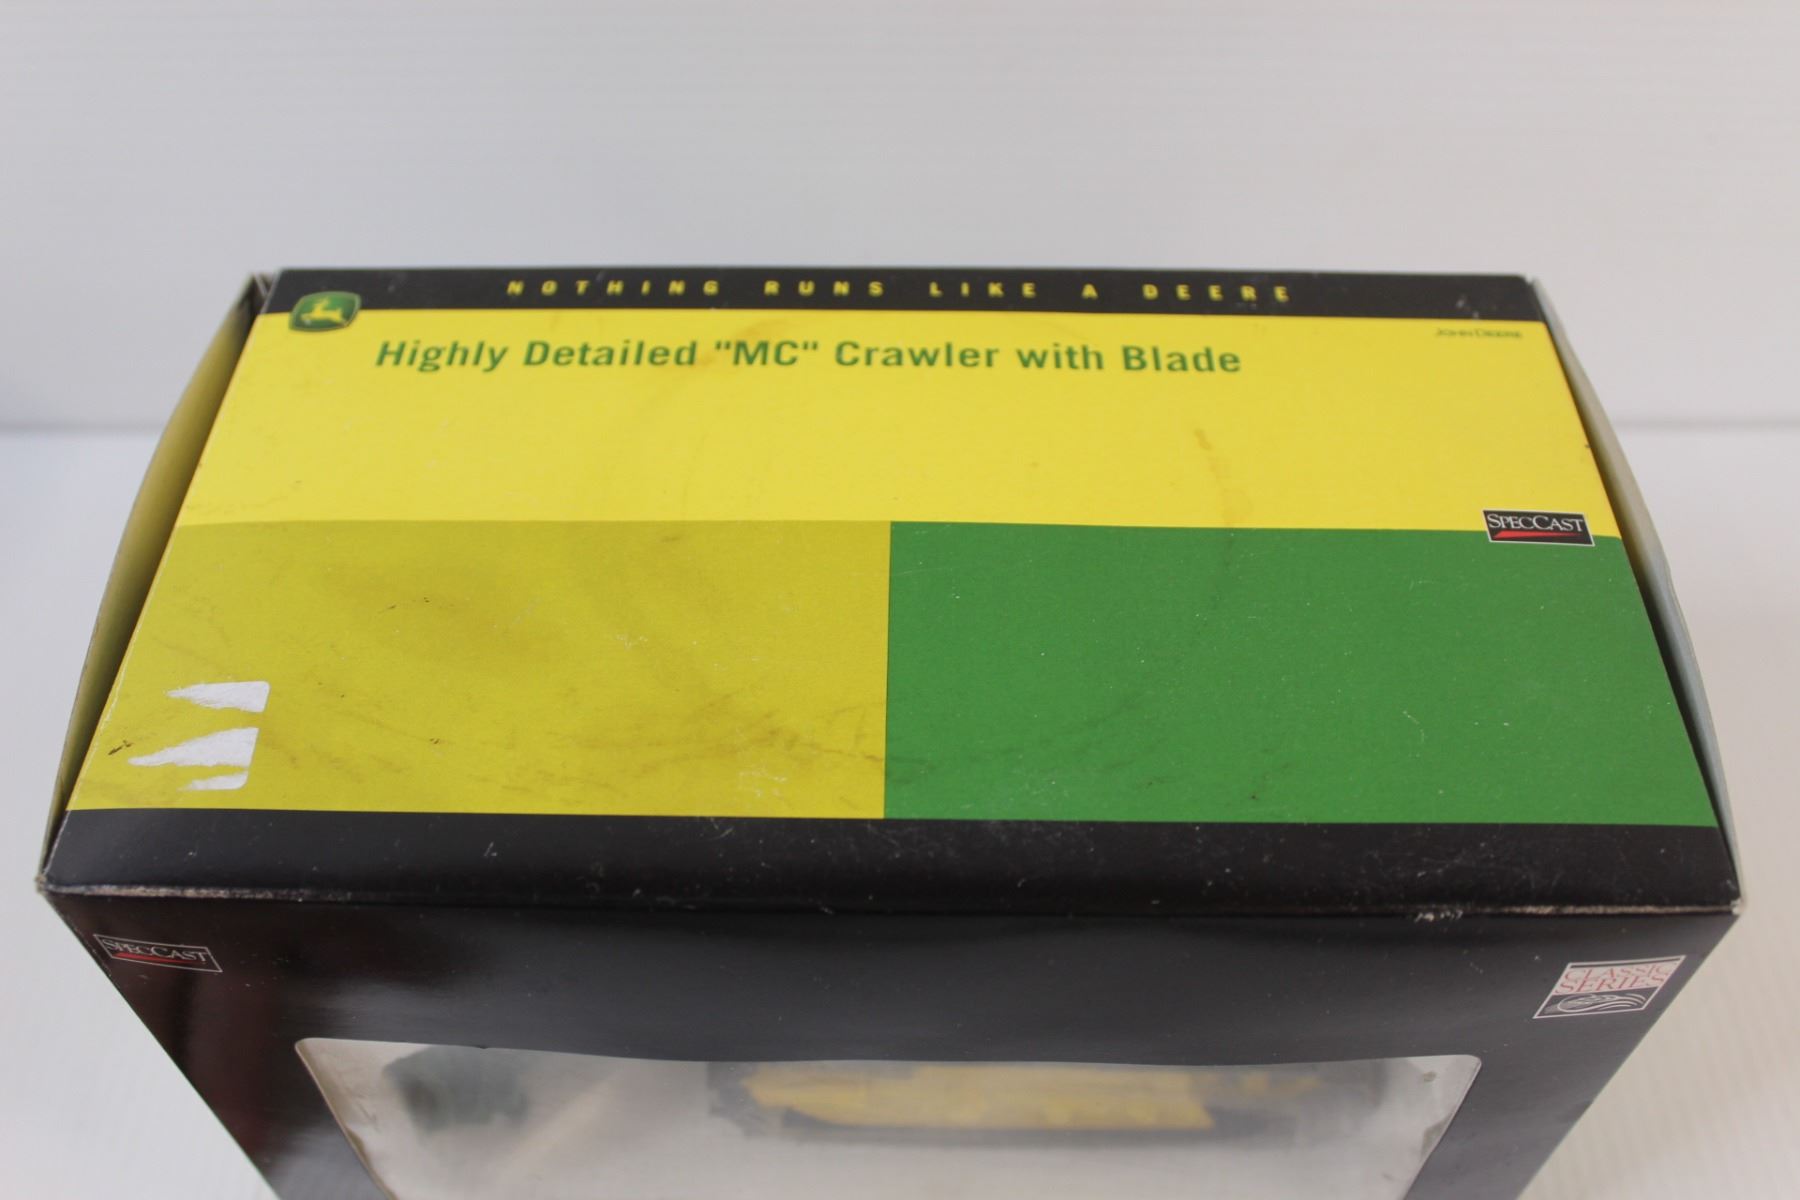 NOTHING RUNS LIKE A DEERE
JOHN DEERE
Highly Detailed "MC" Crawler with Blade
SPECCAST
SPECCAST
CLASSIC
SERIES